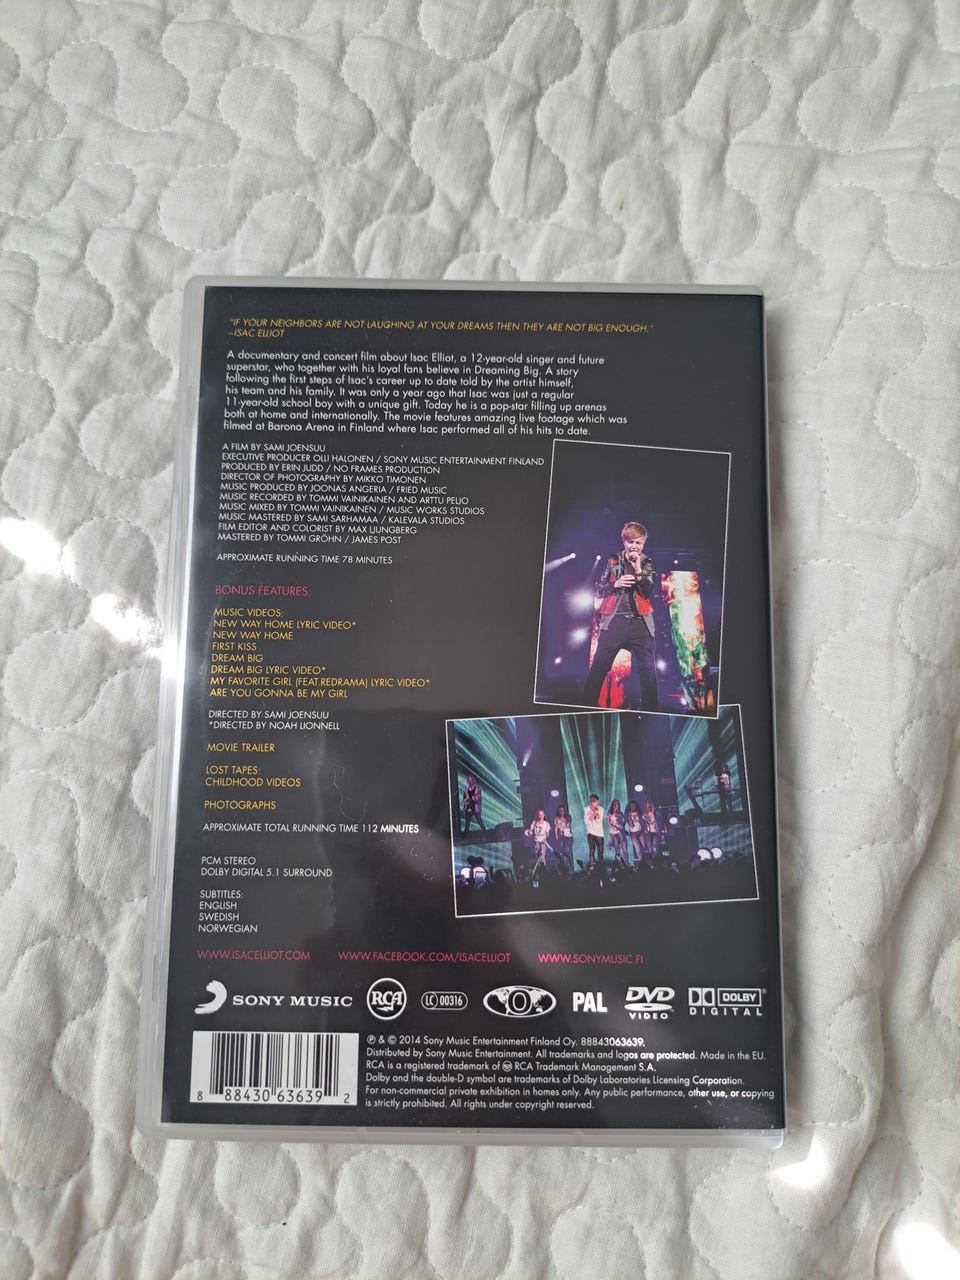 "IF YOUR NEIGHBORS ARE NOT LAUGHING AT YOUR DREAMS THEN THEY ARE NOT BIG ENOUGH."
–ISAC ELLIOT
A documentary and concert film about Isac Elliot, a 12-year-old singer and future
superstar, who together with his loyal fans believe in Dreaming Big. A story
following the first steps of Isac's career up to date told by the artist himself,
his team and his family. It was only a year ago that Isac was just a regular
11-year-old school boy with a unique gift. Today he is a pop-star filling up arenas
both at home and internationally. The movie features amazing live footage which was
filmed at Barona Arena in Finland where Isac performed all of his hits to date.
A FILM BY SAMI JOENSUU
EXECUTIVE PRODUCER OLLI HALONEN / SONY MUSIC ENTERTAINMENT FINLAND
PRODUCED BY ERIN JUDD / NO FRAMES PRODUCTION
DIRECTOR OF PHOTOGRAPHY BY MIKKO TIMONEN
MUSIC PRODUCED BY JOONAS ANGERIA / FRIED MUSIC
MUSIC RECORDED BY TOMMI VAINIKAINEN AND ARTTU PELJO
MUSIC MIXED BY TOMMI VAINIKAINEN / MUSIC WORKS STUDIOS
MUSIC MASTERED BY SAMI SARHAMAA / KALEVALA STUDIOS
FILM EDITOR AND COLORIST BY MAX LJUNGBERG
MASTERED BY TOMMI GRÖHN / JAMES POST
APPROXIMATE RUNNING TIME 78 MINUTES
BONUS FEATURES:
MUSIC VIDEOS:
NEW WAY HOME LYRIC VIDEO*
NEW WAY HOME
FIRST KISS
DREAM BIG
DREAM BIG LYRIC VIDEO*
MY FAVORITE GIRL (FEAT.REDRAMA) LYRIC VIDEO*
ARE YOU GONNA BE MY GIRL
DIRECTED BY SAMI JOENSUU
*DIRECTED BY NOAH LIONNELL
MOVIE TRAILER
LOST TAPES:
CHILDHOOD VIDEOS
PHOTOGRAPHS
APPROXIMATE TOTAL RUNNING TIME 112 MINUTES
PCM STEREO
DOLBY DIGITAL 5.1 SURROUND
SUBTITLES:
ENGLISH
SWEDISH
NORWEGIAN
WWW.ISACELLIOT.COM WWW.FACEBOOK.COM/ISACELLIOT WWW.SONYMUSIC.FI
SONY MUSIC RCA LC 00316 0 PAL DVD VIDEO DOLBY DIGITAL
℗ & © 2014 Sony Music Entertainment Finland Oy. 88843063639.
Distributed by Sony Music Entertainment. All trademarks and logos are protected. Made in the EU.
RCA is a registered trademark of RCA Trademark Management S.A.
Dolby and the double-D symbol are trademarks of Dolby Laboratories Licensing Corporation.
For non-commercial private exhibition in homes only. Any public performance, other use, or copying
is strictly prohibited. All rights under copyright reserved.
8 88430 63639 2